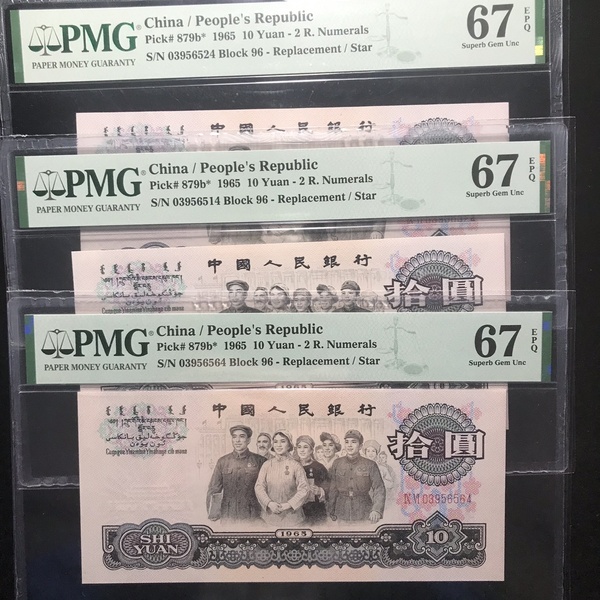 PMG
PAPER MONEY GUARANTY
China / People's Republic
Pick# 879b* 1965 10 Yuan - 2 R. Numerals
S/N 03956524 Block 96 - Replacement / Star
67
EPQ
Superb Gem Unc
中國人民銀行
PMG
PAPER MONEY GUARANTY
China / People's Republic
Pick# 879b* 1965 10 Yuan - 2 R. Numerals
S/N 03956514 Block 96 - Replacement / Star
67
EPQ
Superb Gem Unc
中國人民銀行
拾圓
PMG
PAPER MONEY GUARANTY
China / People's Republic
Pick# 879b* 1965 10 Yuan - 2 R. Numerals
S/N 03956564 Block 96 - Replacement / Star
67
EPQ
Superb Gem Unc
中國人民銀行
拾圓
03956564
1965
SHI
YUAN
10